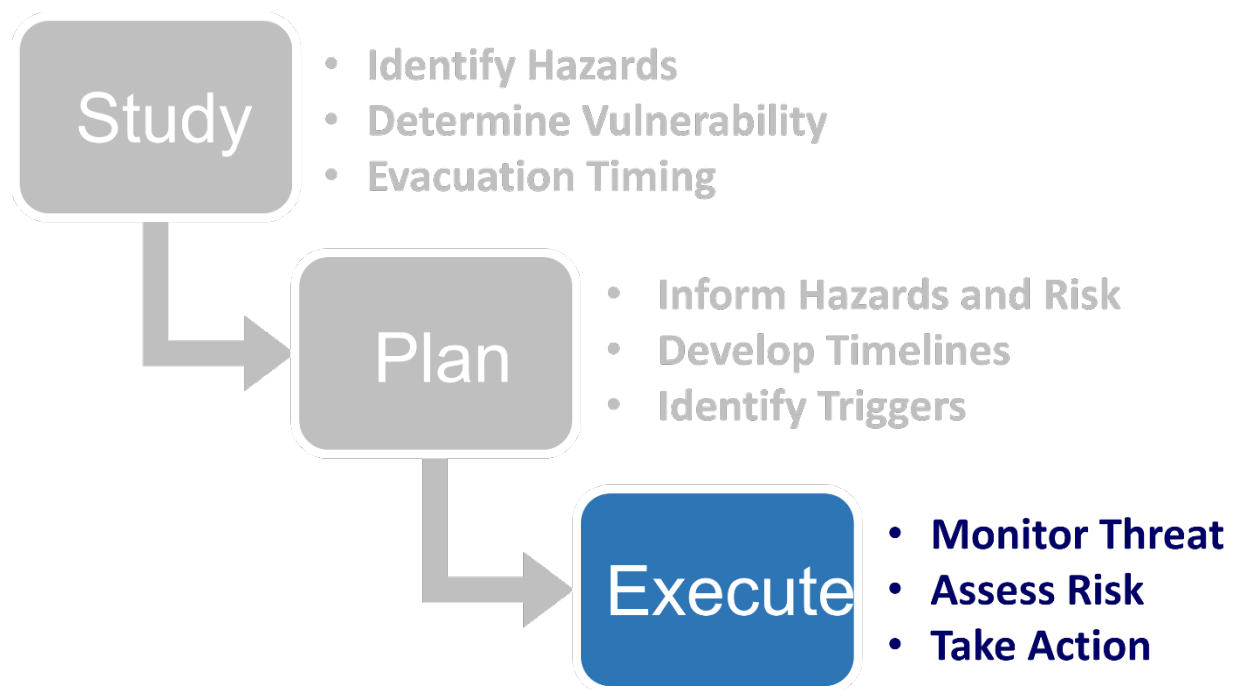 Study
• Identify Hazards
• Determine Vulnerability
• Evacuation Timing
Plan
• Inform Hazards and Risk
• Develop Timelines
• Identify Triggers
Execute
• Monitor Threat
• Assess Risk
• Take Action